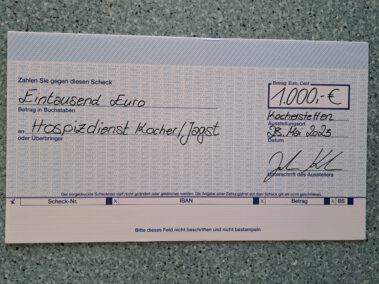 Zahlen Sie gegen diesen Scheck
Eintausend Euro
Betrag in Buchstaben
Betrag: Euro, Cent
1.000,-€
an Hospizdienst Kocher/Jagst
oder Überbringer
Kocherstetten
Ausstellungsort
Mai 2023
Datum
Unterschrift des Ausstellers
Der vorgedruckte Schecktext darf nicht geändert oder gestrichen werden. Die Angabe einer Zahlungsfrist auf dem Scheck gilt als nicht geschrieben.
x Scheck-Nr. x IBAN x Betrag x BS
Bitte dieses Feld nicht beschriften und nicht bestempeln